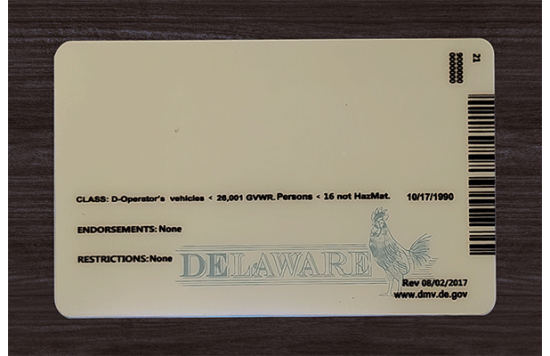 21
CLASS: D-Operator's vehicles < 26,001 GVWR. Persons < 16 not HazMat. 10/17/1990
ENDORSEMENTS: None
RESTRICTIONS:None
DELAWARE
Rev 08/02/2017
www.dmv.de.gov